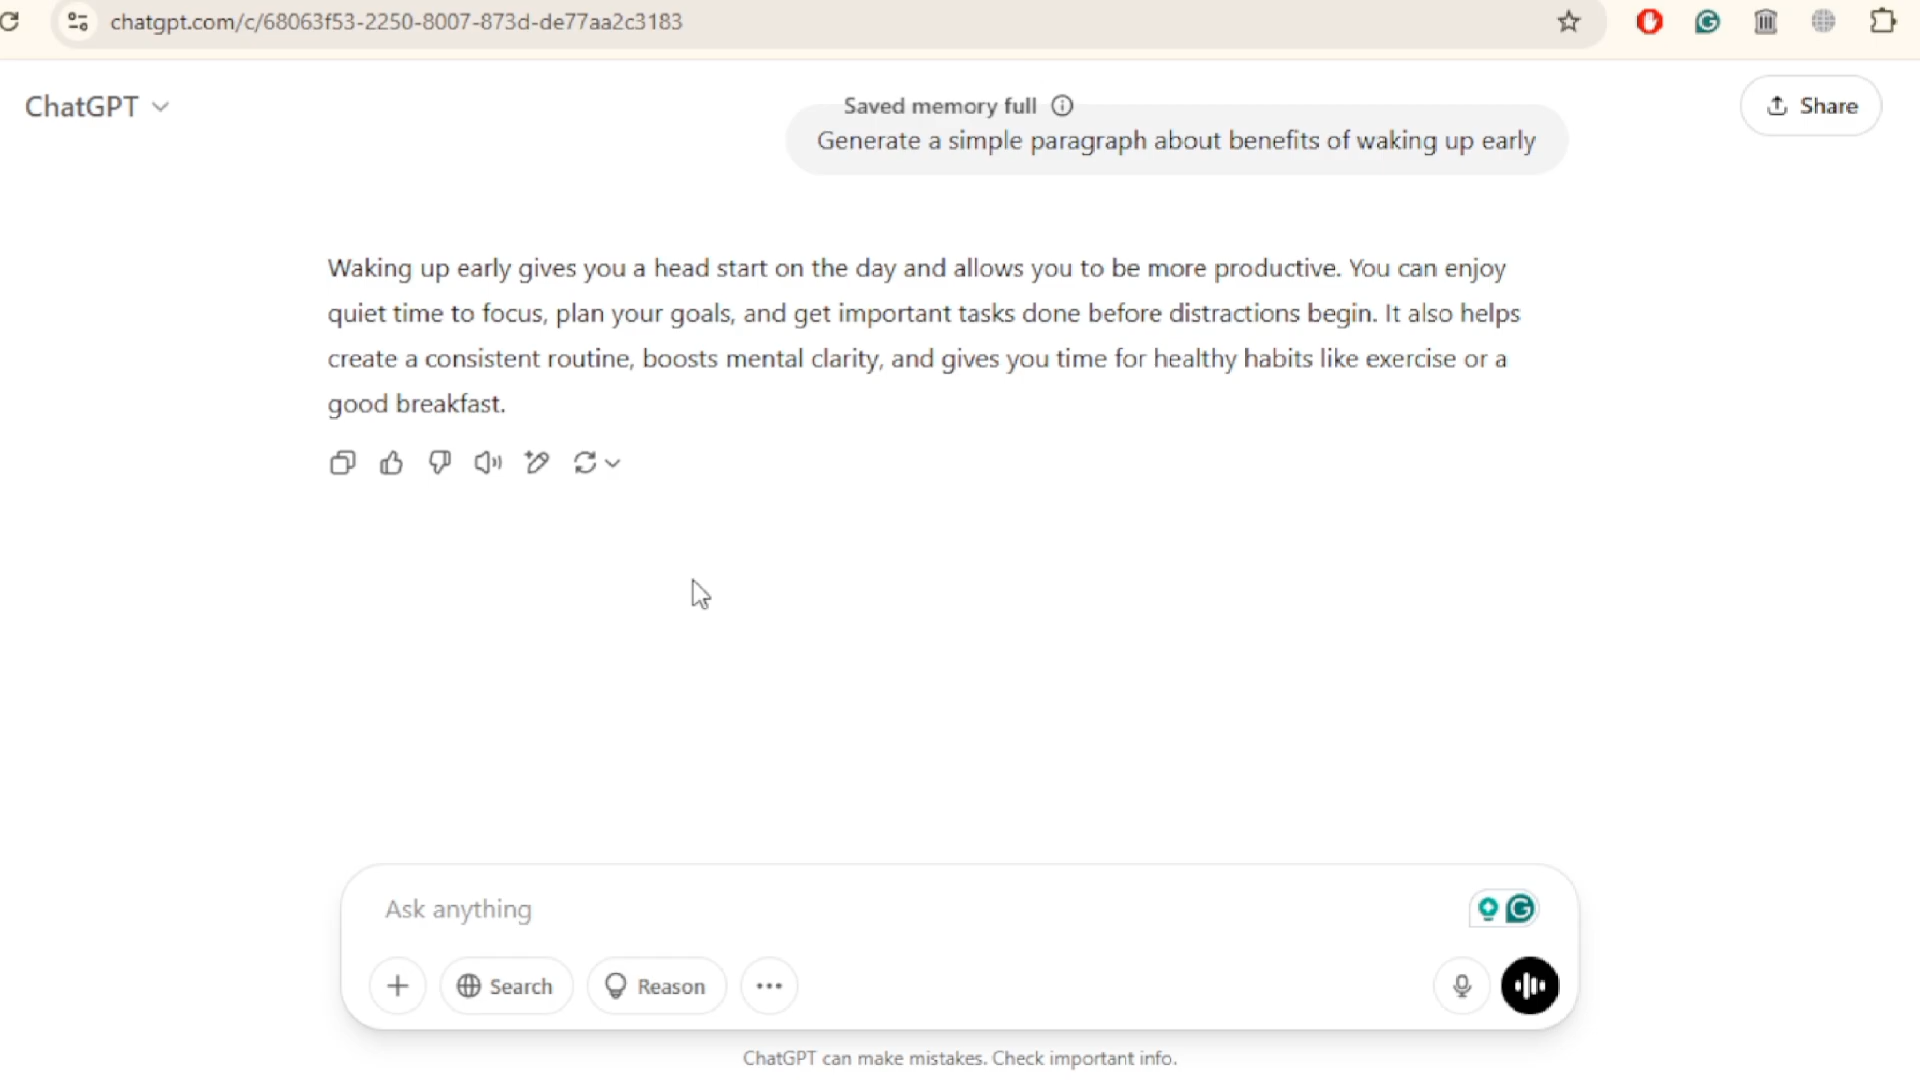 chatgpt.com/c/68063f53-2250-8007-873d-de77aa2c3183
ChatGPT
Saved memory full
Share
Generate a simple paragraph about benefits of waking up early
Waking up early gives you a head start on the day and allows you to be more productive. You can enjoy
quiet time to focus, plan your goals, and get important tasks done before distractions begin. It also helps
create a consistent routine, boosts mental clarity, and gives you time for healthy habits like exercise or a
good breakfast.
Ask anything
Search
Reason
ChatGPT can make mistakes. Check important info.